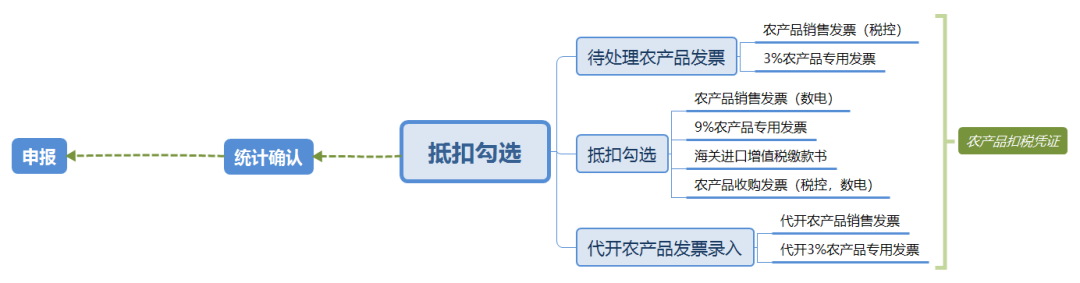 农产品销售发票（税控）
待处理农产品发票
3%农产品专用发票
农产品销售发票（数电）
9%农产品专用发票
农产品扣税凭证
申报
统计确认
抵扣勾选
抵扣勾选
海关进口增值税缴款书
农产品收购发票（税控，数电）
代开农产品销售发票
代开农产品发票录入
代开3%农产品专用发票